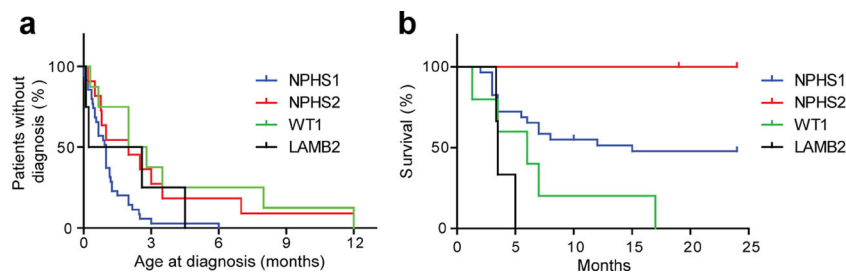 a
Patients without
diagnosis (%)
100
50
0
0
3
6
9
12
Age at diagnosis (months)
NPHS1
NPHS2
WT1
LAMB2
b
Survival (%)
100
50
0
0
5
10
15
20
25
Months
NPHS1
NPHS2
WT1
LAMB2